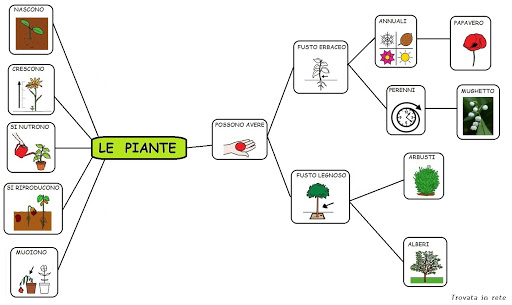 NASCONO
CRESCONO
SI NUTRONO
SI RIPRODUCONO
MUOIONO
LE PIANTE
POSSONO AVERE
FUSTO ERBACEO
ANNUALI
PAPAVERO
PERENNI
MUGHETTO
FUSTO LEGNOSO
ARBUSTI
ALBERI
Trovata in rete